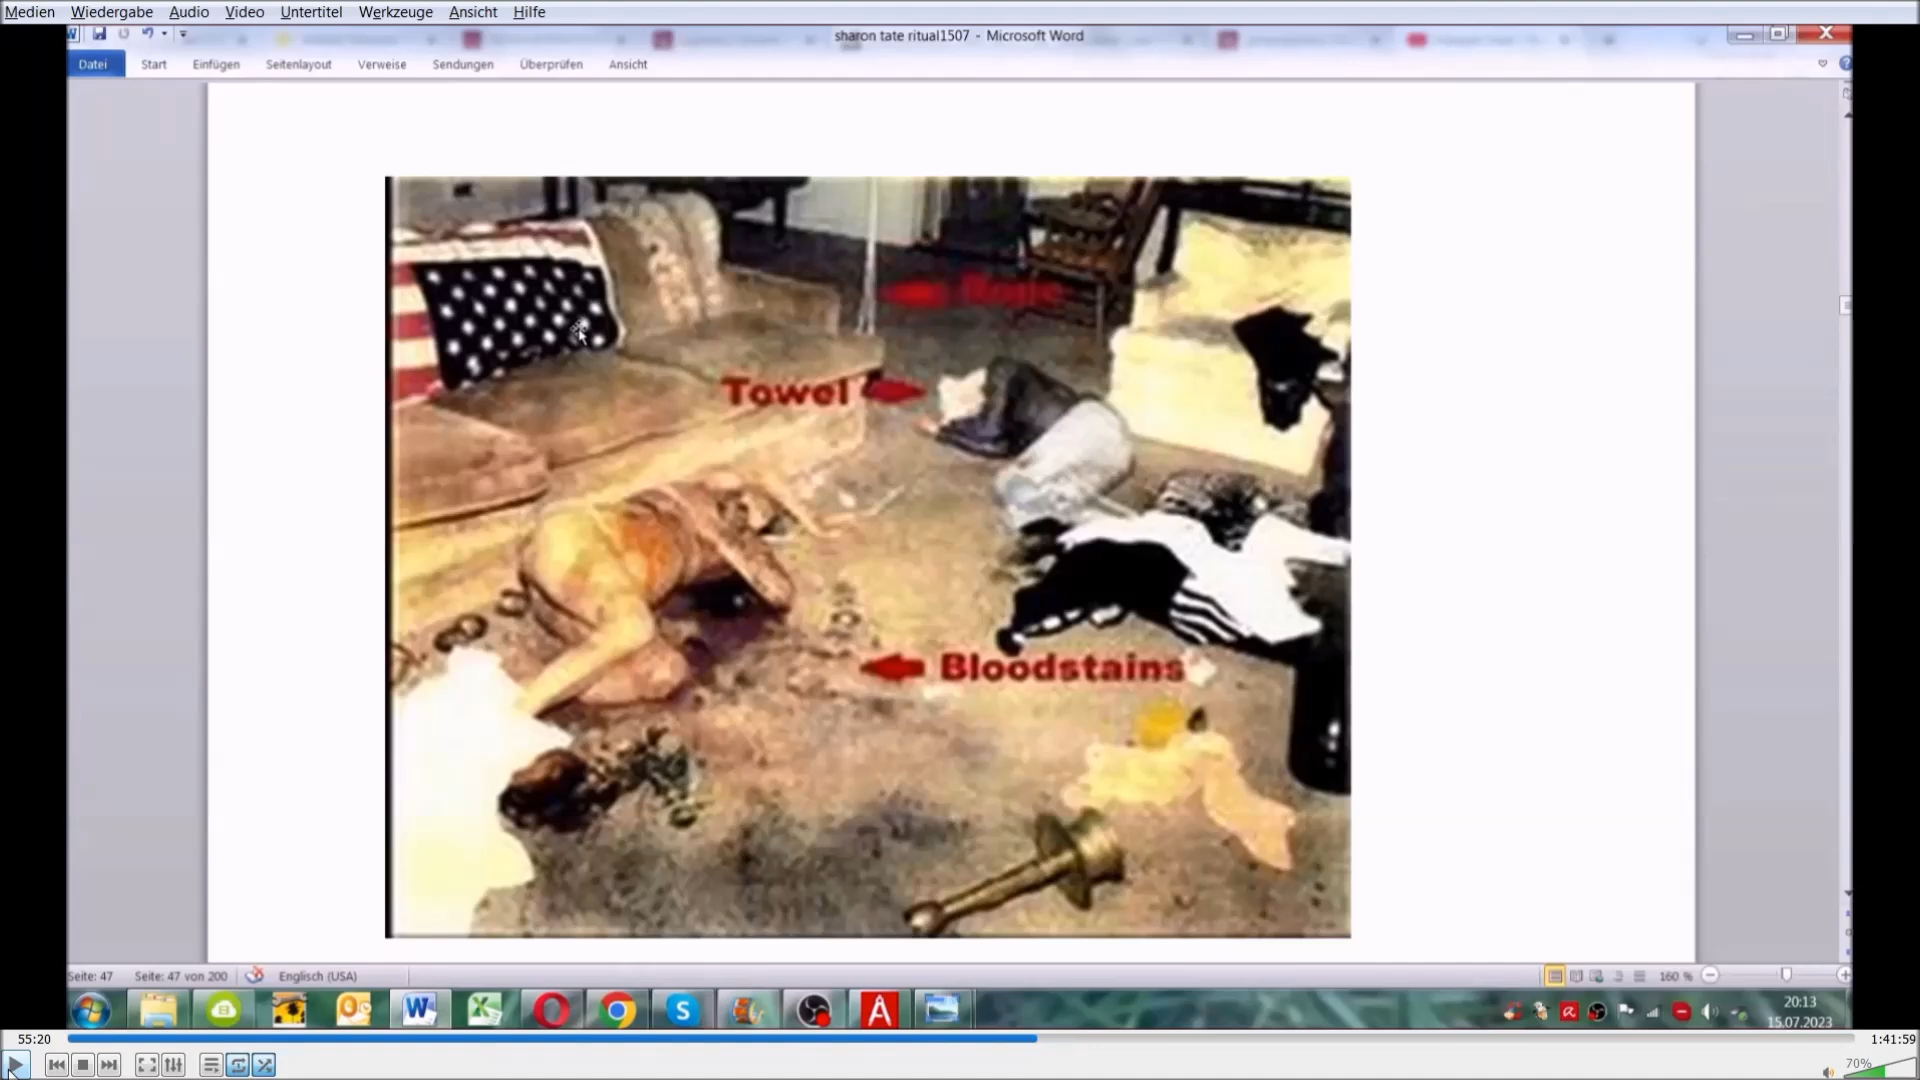 Medien Wiedergabe Audio Video Untertitel Werkzeuge Ansicht Hilfe
sharon tate ritual1507 - Microsoft Word
Datei Start Einfügen Seitenlayout Verweise Sendungen Überprüfen Ansicht
Rope
Towel
Bloodstains
Seite: 47 Seite: 47 von 200 Englisch (USA) 160 %
20:13
15.07.2023
55:20 1:41:59
70%